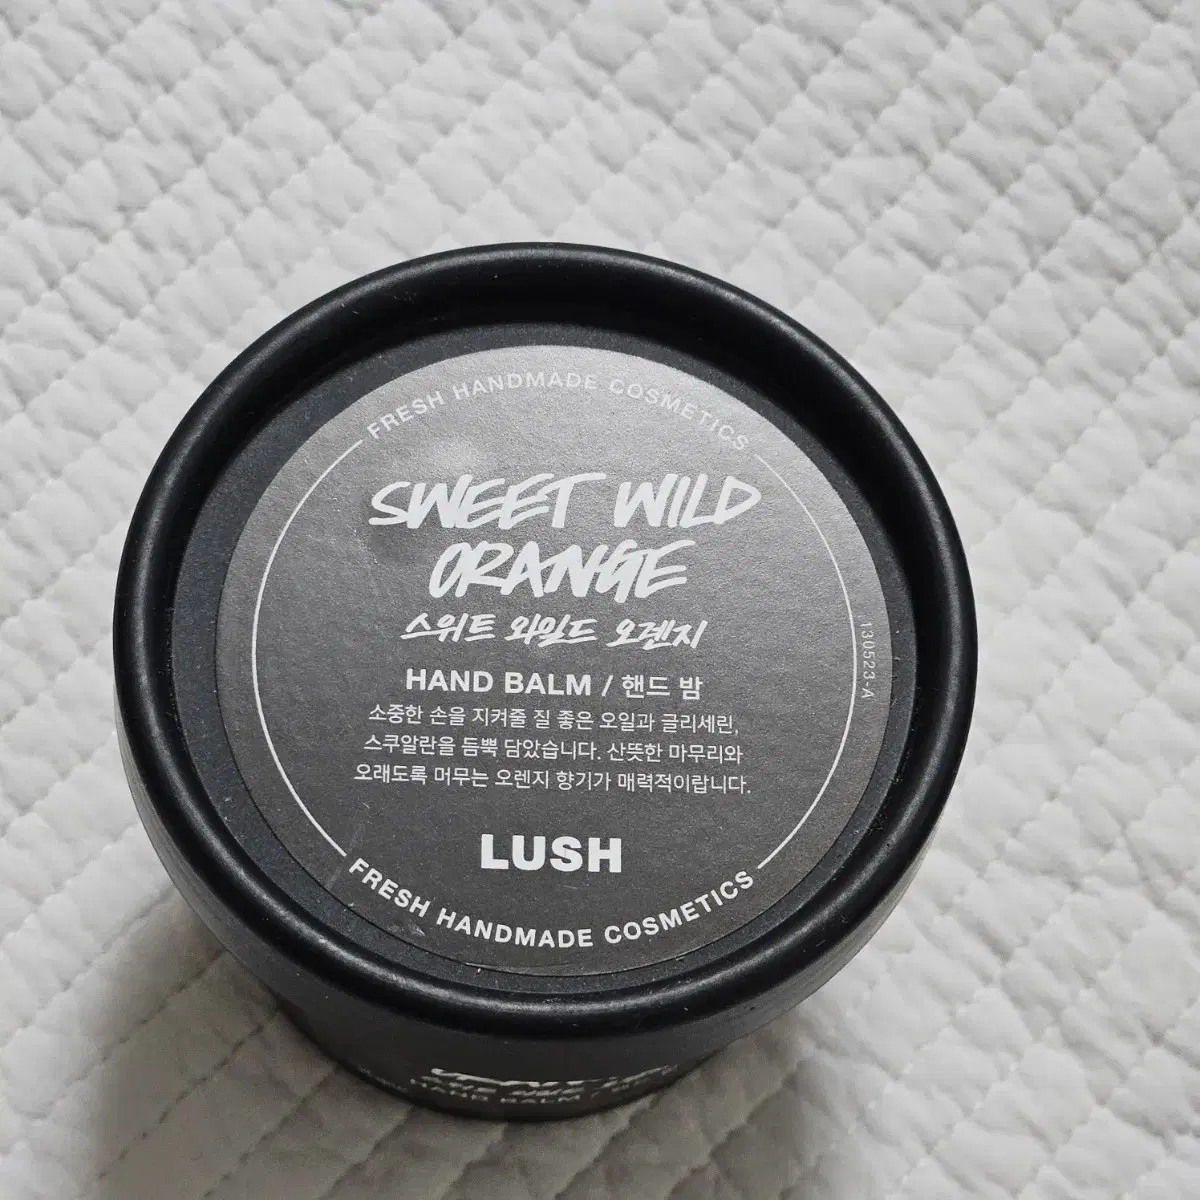 FRESH HANDMADE COSMETICS
SWEET WILD
ORANGE
스위트 와일드 오렌지
HAND BALM / 핸드 밤
소중한 손을 지켜줄 질 좋은 오일과 글리세린,
스쿠알란을 듬뿍 담았습니다. 산뜻한 마무리와
오래도록 머무는 오렌지 향기가 매력적이랍니다.
LUSH
FRESH HANDMADE COSMETICS
130523-A
HAND BALM /